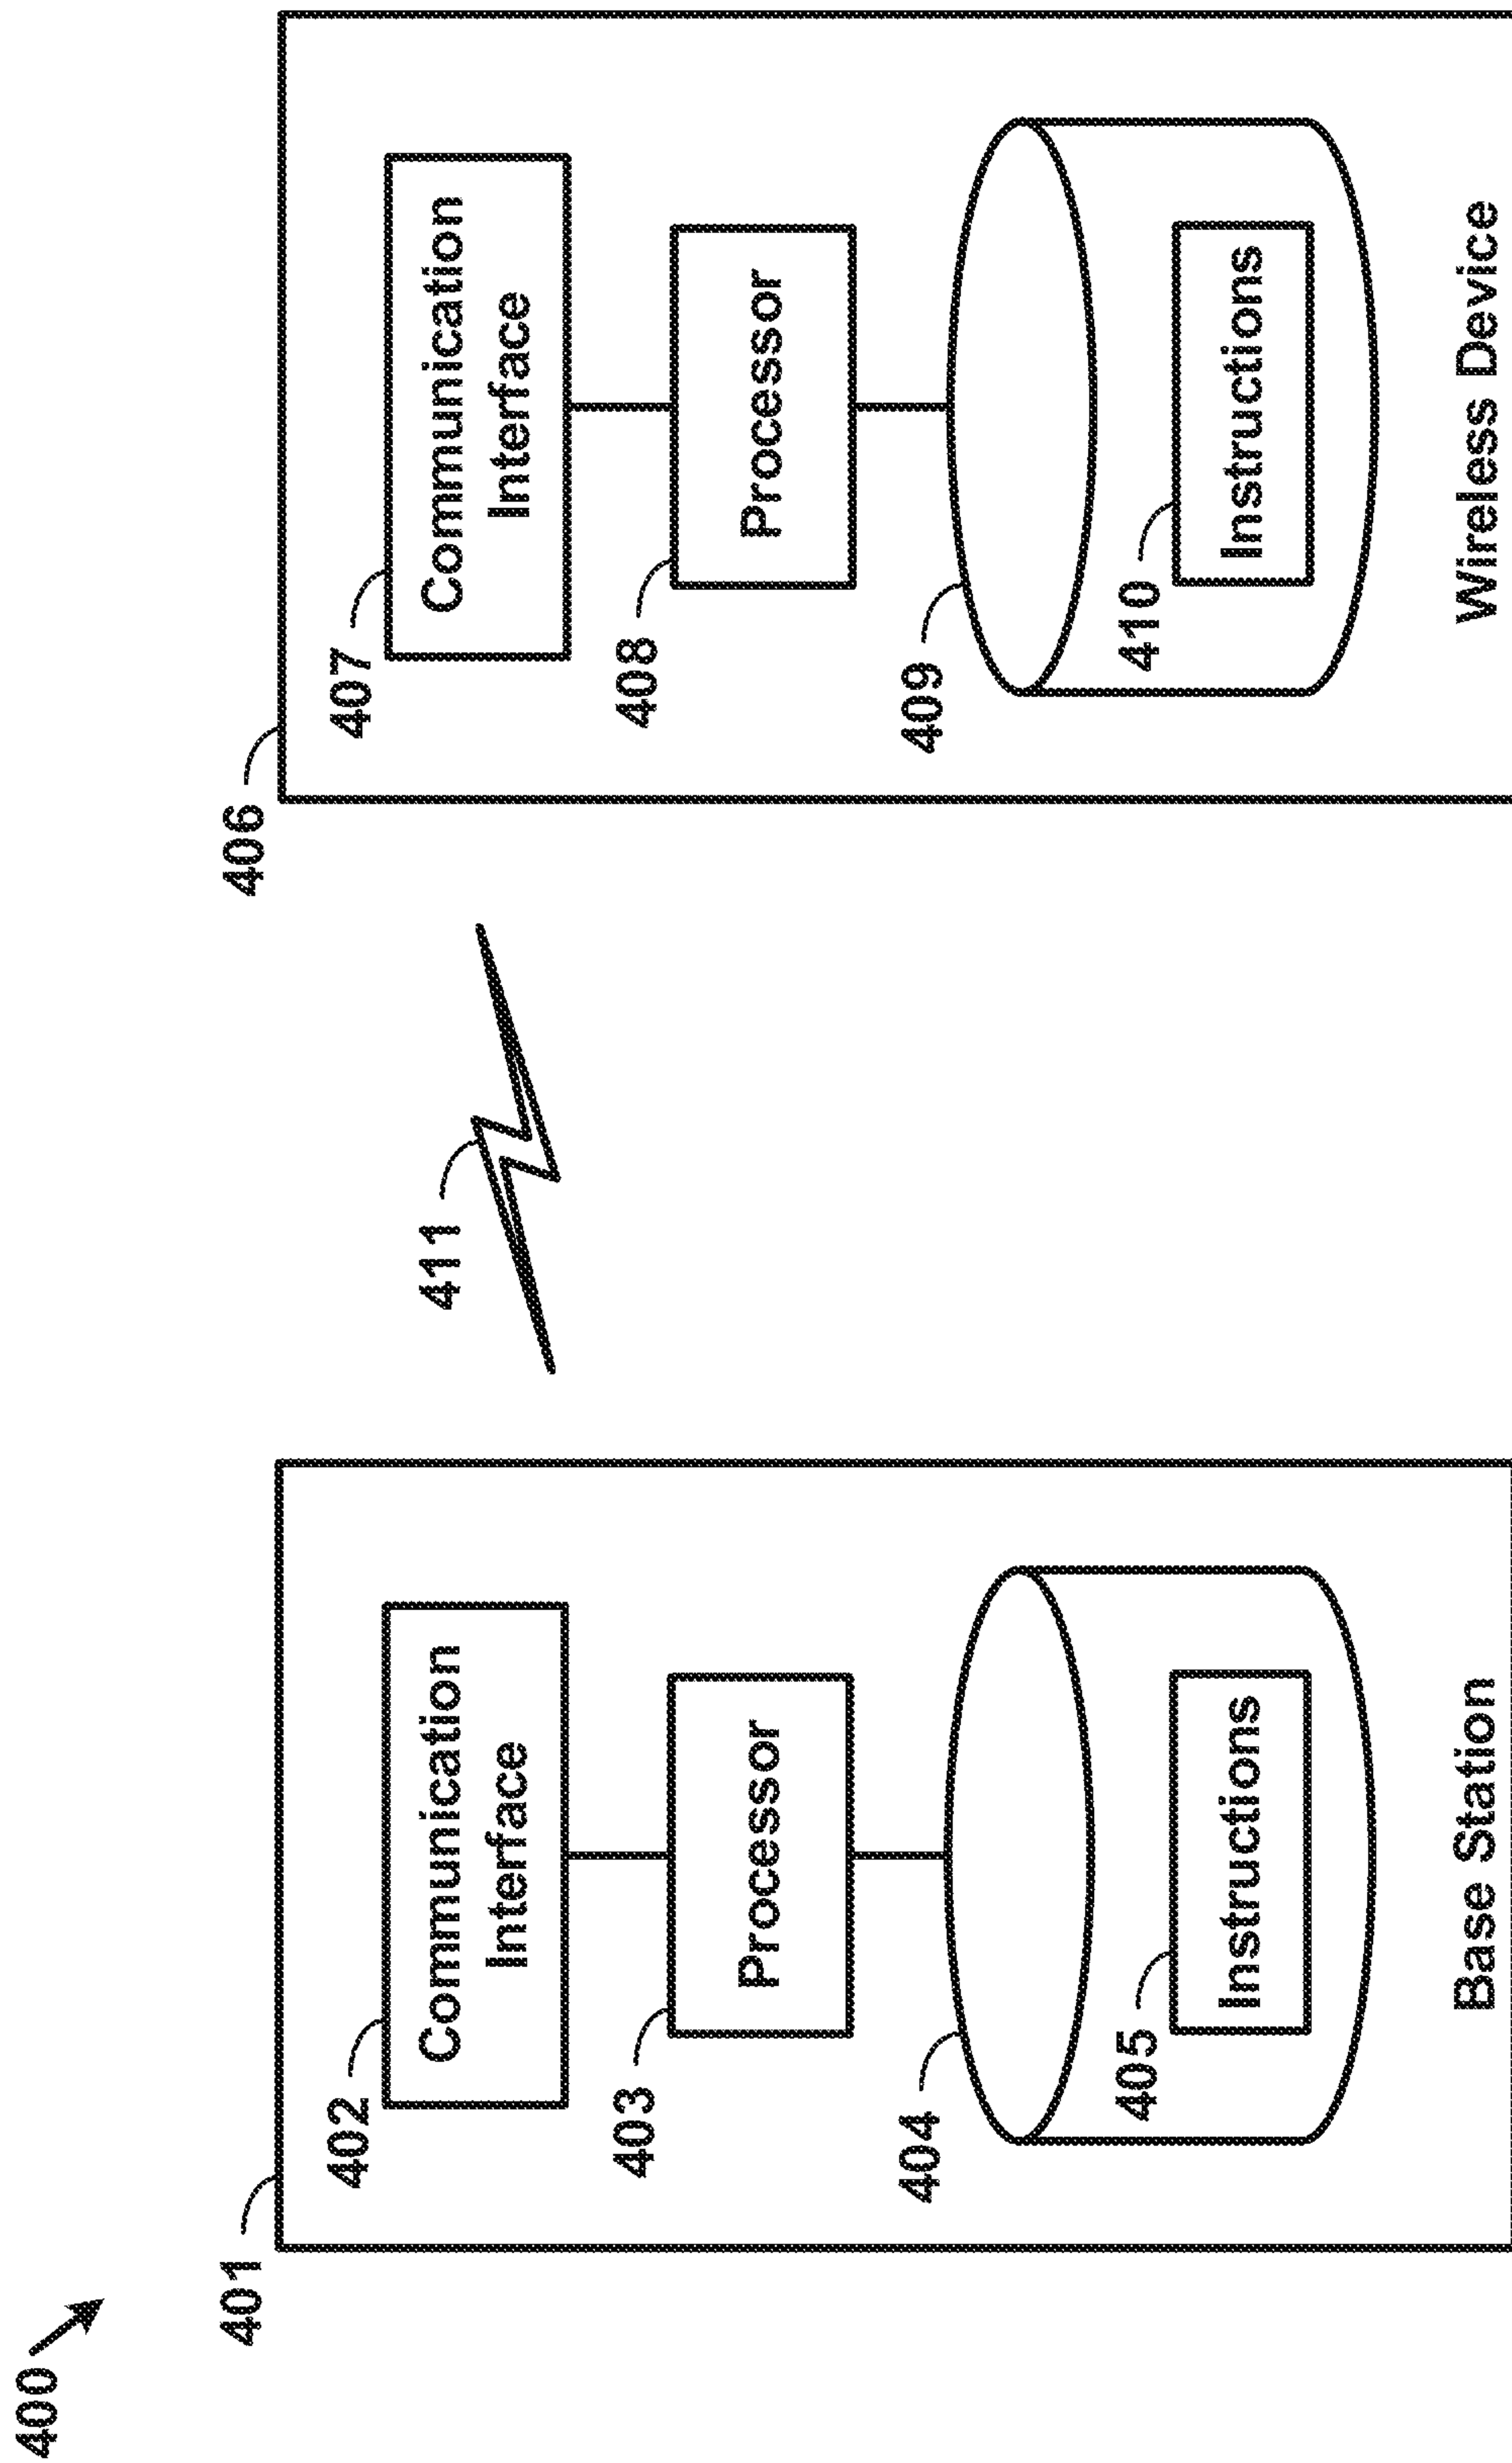 400
401
402
Communication
Interface
403
Processor
404
405
Instructions
Base Station
411
406
407
Communication
Interface
408
Processor
409
410
Instructions
Wireless Device